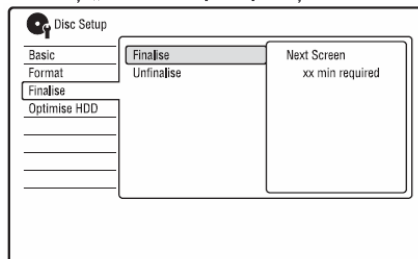 Disc Setup
Basic
Format
Finalise
Optimise HDD
Finalise
Unfinalise
Next Screen
xx min required